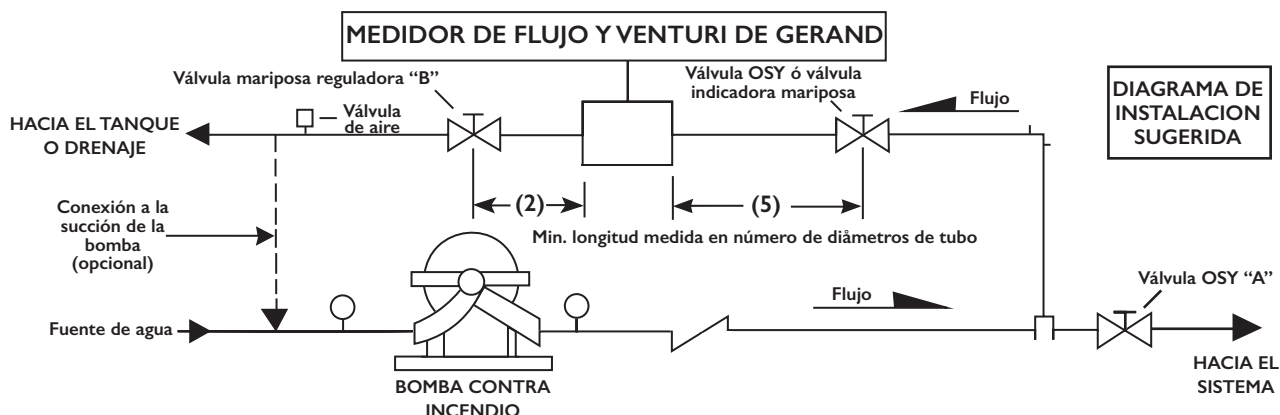 MEDIDOR DE FLUJO Y VENTURI DE GERAND
Válvula mariposa reguladora “B”
Válvula OSY ó válvula
indicadora mariposa
Flujo
DIAGRAMA DE
INSTALACION
SUGERIDA
HACIA EL TANQUE
O DRENAJE
Válvula
de aire
Conexión a la
succión de la
bomba
(opcional)
(2)
(5)
Min. longitud medida en número de diåmetros de tubo
Fuente de agua
Flujo
Válvula OSY “A”
BOMBA CONTRA
INCENDIO
HACIA EL
SISTEMA